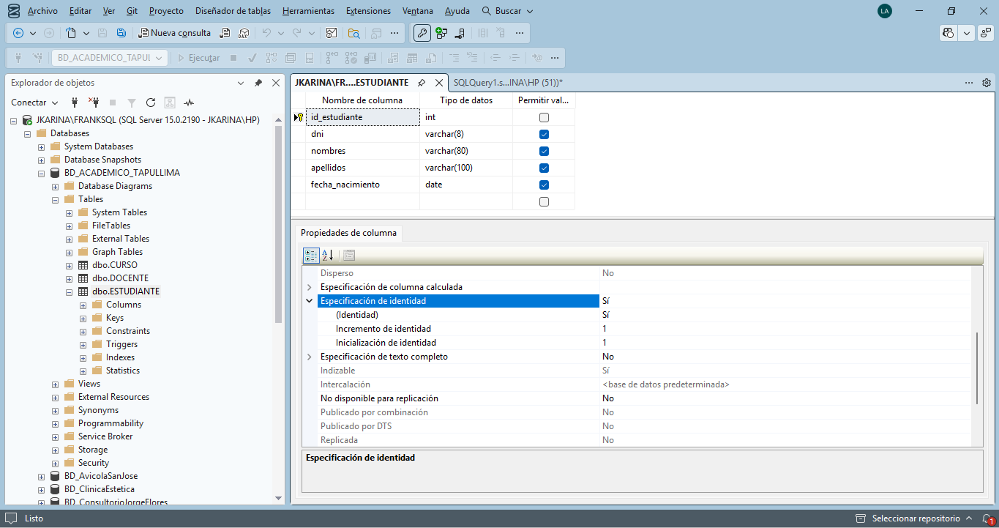 Archivo Editar Ver Git Proyecto Diseñador de tablas Herramientas Extensiones Ventana Ayuda Buscar LA
Nueva consulta DAX
BD_ACADEMICO_TAPUL Ejecutar
Explorador de objetos
Conectar
JKARINA\FRANKSQL (SQL Server 15.0.2190 - JKARINA\HP)
Databases
System Databases
Database Snapshots
BD_ACADEMICO_TAPULLIMA
Database Diagrams
Tables
System Tables
FileTables
External Tables
Graph Tables
dbo.CURSO
dbo.DOCENTE
dbo.ESTUDIANTE
Columns
Keys
Constraints
Triggers
Indexes
Statistics
Views
External Resources
Synonyms
Programmability
Service Broker
Storage
Security
BD_AvicolaSanJose
BD_ClinicaEstetica
BD_ConsultorioJorgeFlores
JKARINA\FR....ESTUDIANTE SQLQuery1.s...INA\HP (51))*
Nombre de columna Tipo de datos Permitir val...
id_estudiante int
dni varchar(8)
nombres varchar(80)
apellidos varchar(100)
fecha_nacimiento date
Propiedades de columna
Disperso No
Especificación de columna calculada
Especificación de identidad Sí
(Identidad) Sí
Incremento de identidad 1
Inicialización de identidad 1
Especificación de texto completo No
Indizable Sí
Intercalación <base de datos predeterminada>
No disponible para replicación No
Publicado por combinación No
Publicado por DTS No
Replicada No
Especificación de identidad
Listo Seleccionar repositorio 1